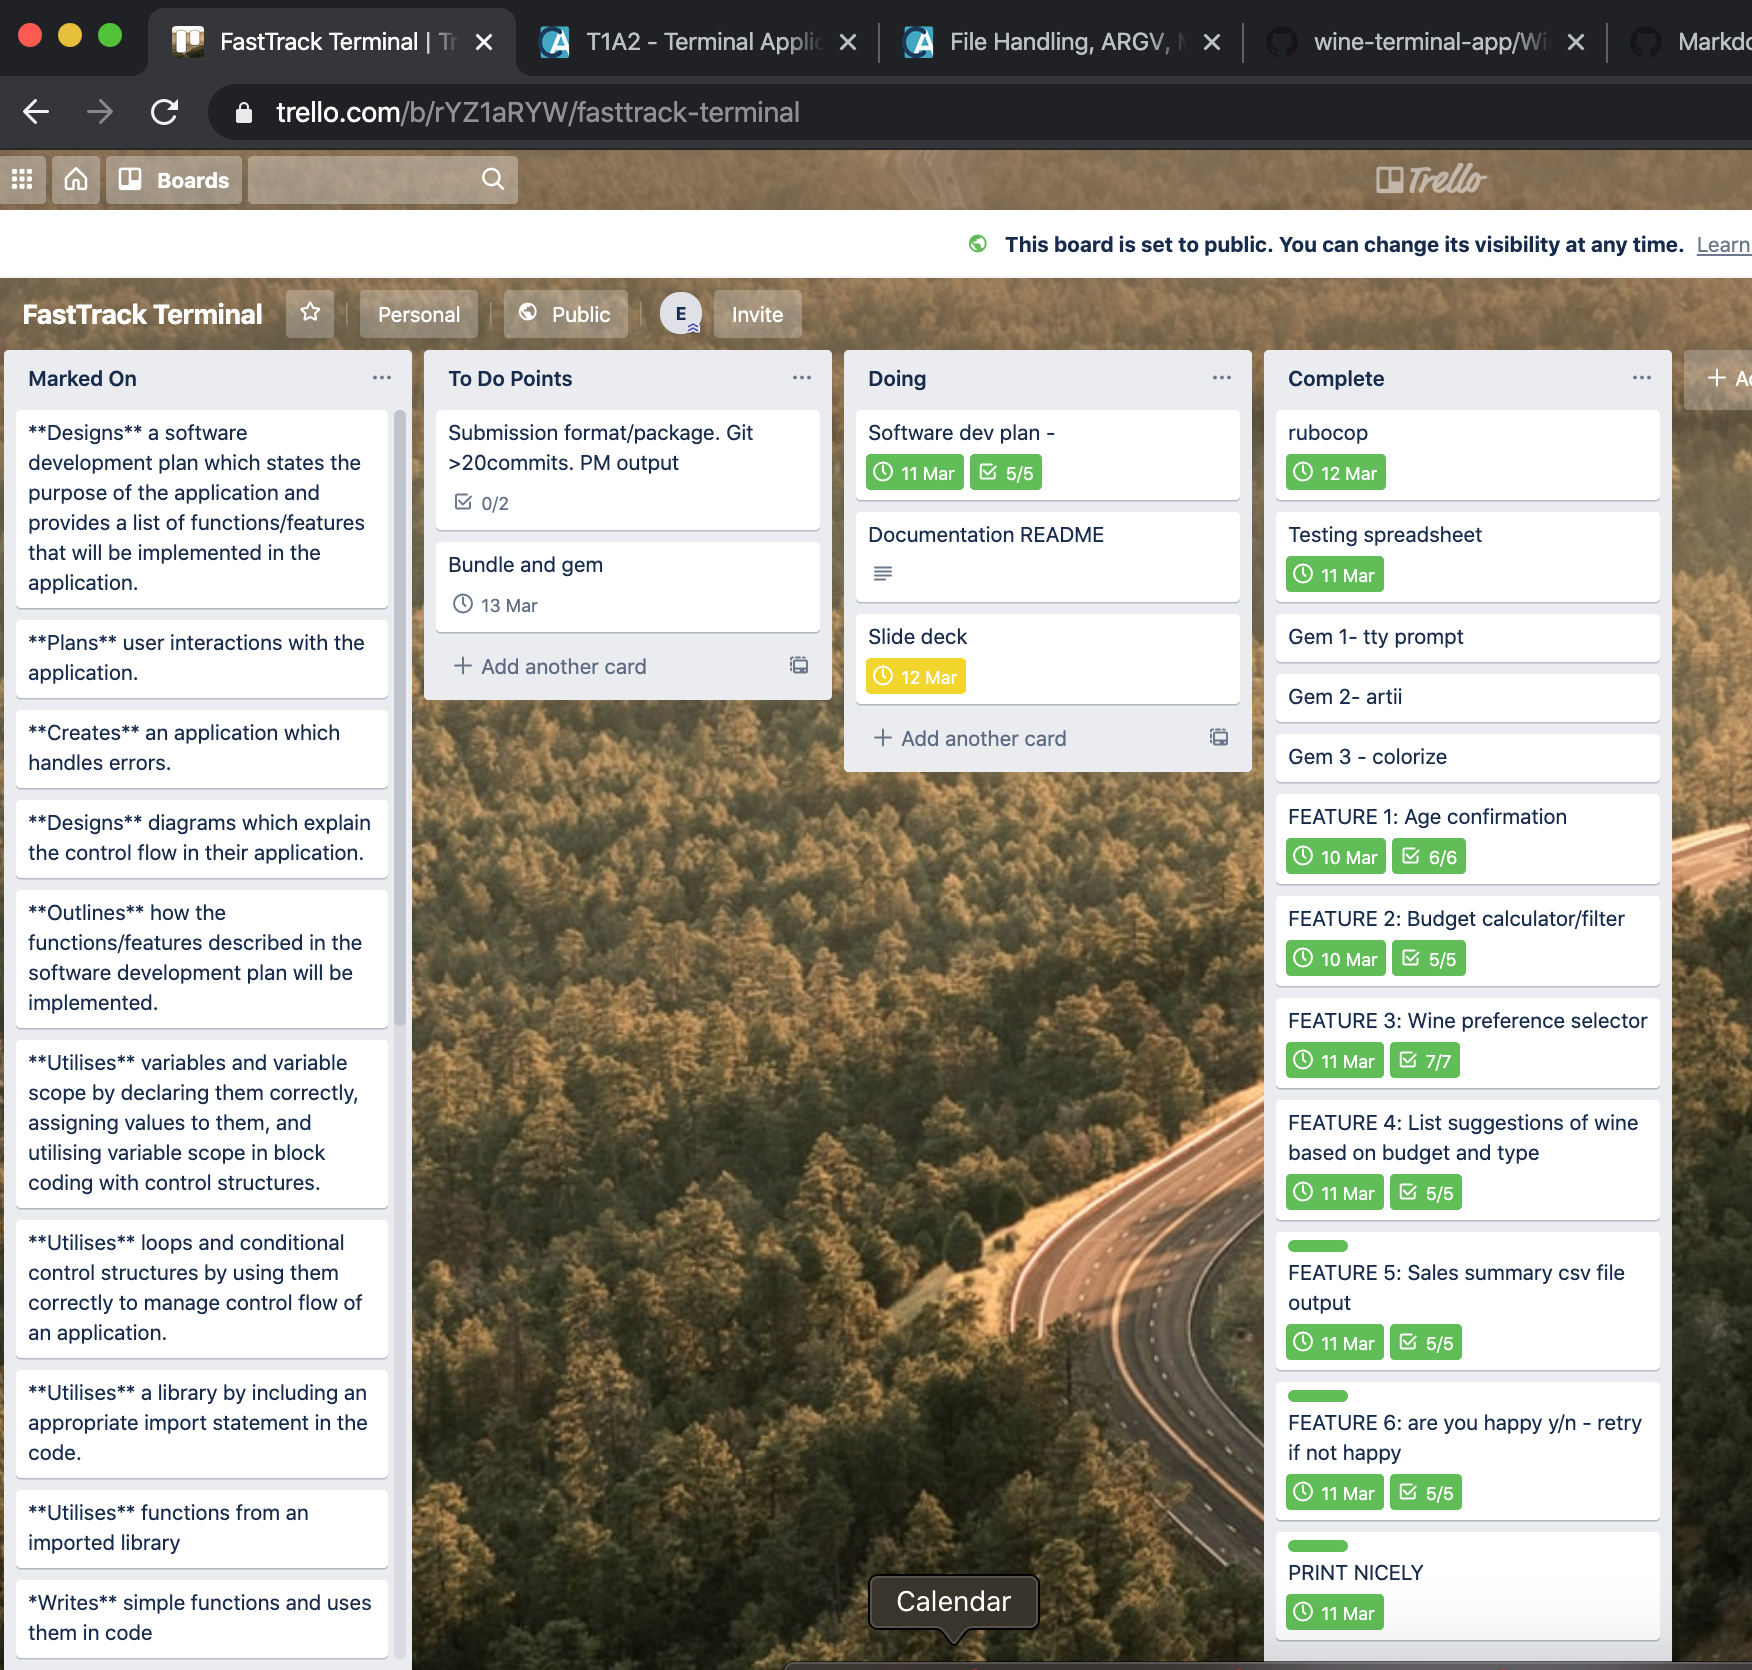 FastTrack Terminal | Tr
T1A2 - Terminal Applic
File Handling, ARGV,
wine-terminal-app/Wi
Markdo
trello.com/b/rYZ1aRYW/fasttrack-terminal
Boards
Trello
This board is set to public. You can change its visibility at any time. Learn
FastTrack Terminal
Personal
Public
E
Invite
Marked On
**Designs** a software
development plan which states the
purpose of the application and
provides a list of functions/features
that will be implemented in the
application.
**Plans** user interactions with the
application.
**Creates** an application which
handles errors.
**Designs** diagrams which explain
the control flow in their application.
**Outlines** how the
functions/features described in the
software development plan will be
implemented.
**Utilises** variables and variable
scope by declaring them correctly,
assigning values to them, and
utilising variable scope in block
coding with control structures.
**Utilises** loops and conditional
control structures by using them
correctly to manage control flow of
an application.
**Utilises** a library by including an
appropriate import statement in the
code.
**Utilises** functions from an
imported library
*Writes** simple functions and uses
them in code
To Do Points
Submission format/package. Git
>20commits. PM output
0/2
Bundle and gem
13 Mar
+ Add another card
Doing
Software dev plan -
11 Mar 5/5
Documentation README
Slide deck
12 Mar
+ Add another card
Complete
rubocop
12 Mar
Testing spreadsheet
11 Mar
Gem 1- tty prompt
Gem 2- artii
Gem 3 - colorize
FEATURE 1: Age confirmation
10 Mar 6/6
FEATURE 2: Budget calculator/filter
10 Mar 5/5
FEATURE 3: Wine preference selector
11 Mar 7/7
FEATURE 4: List suggestions of wine
based on budget and type
11 Mar 5/5
FEATURE 5: Sales summary csv file
output
11 Mar 5/5
FEATURE 6: are you happy y/n - retry
if not happy
11 Mar 5/5
PRINT NICELY
11 Mar
Calendar